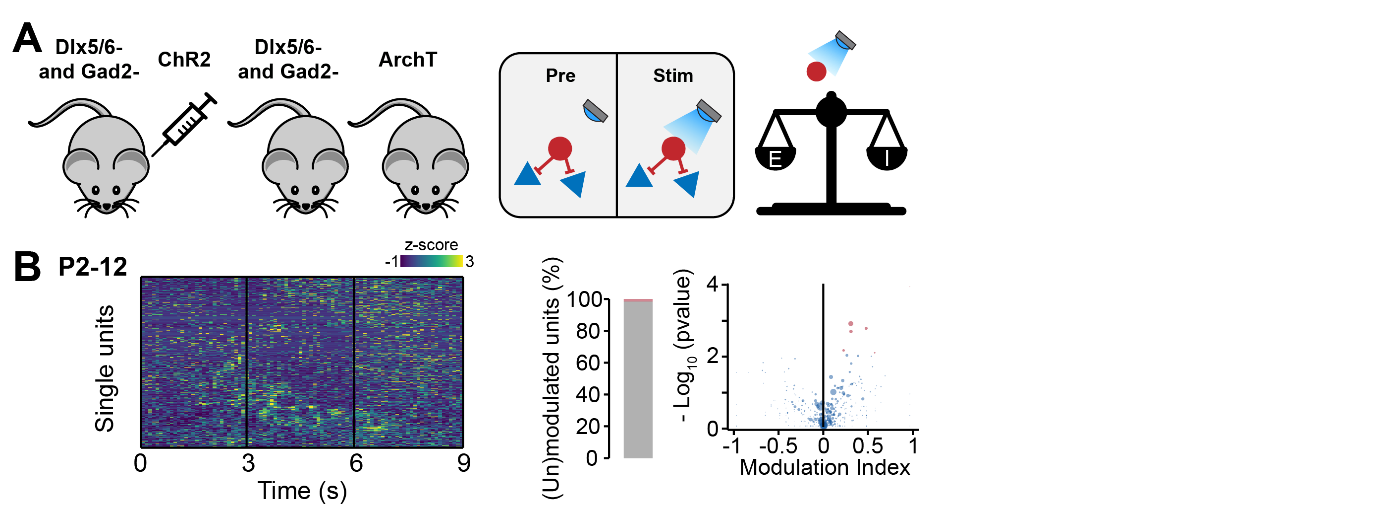 A
Dlx5/6-
and Gad2-
ChR2
Dlx5/6-
and Gad2-
ArchT
Pre
Stim
E
I
B
P2-12
z-score
-1
3
Single units
0
3
6
9
Time (s)
(Un)modulated units (%)
100
80
60
40
20
0
- Log10 (pvalue)
4
2
0
-1
-0.5
0
0.5
1
Modulation Index